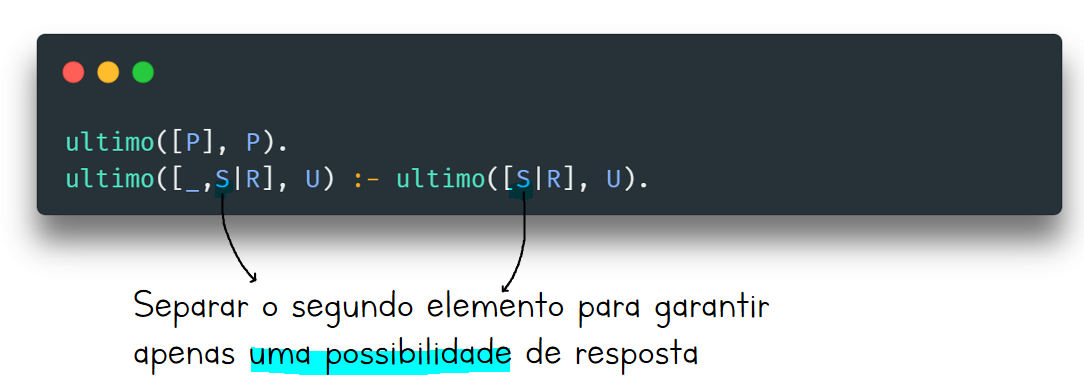 ultimo([P], P).
ultimo([_,S|R], U) :- ultimo([S|R], U).
Separar o segundo elemento para garantir
apenas uma possibilidade de resposta